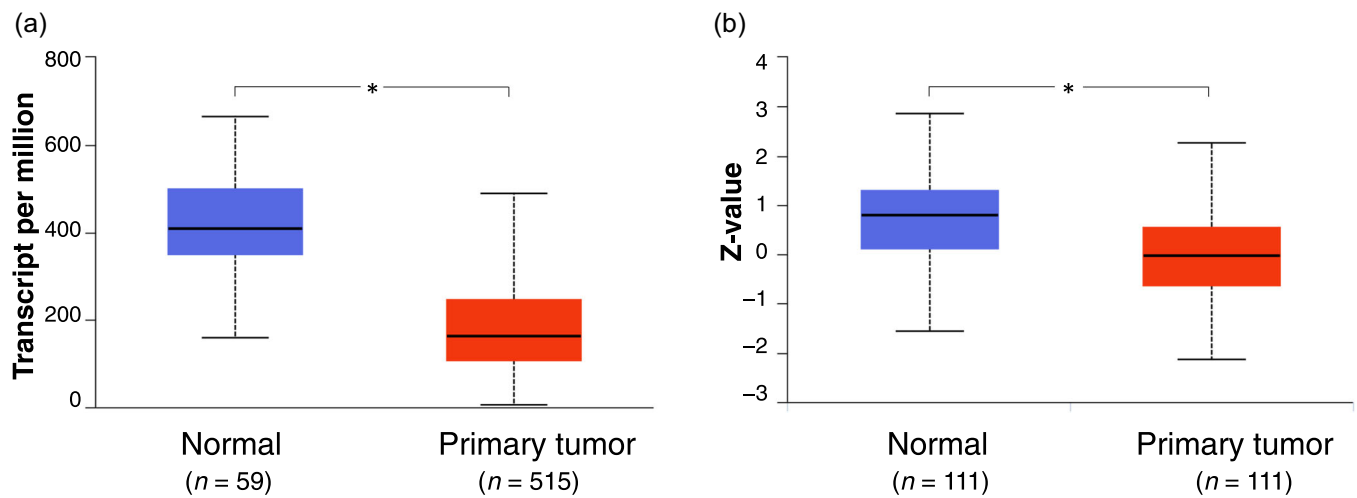 (a)
Transcript per million
800
600
400
200
0
*
Normal
(n = 59)
Primary tumor
(n = 515)
(b)
Z-value
4
3
2
1
0
−1
−2
−3
*
Normal
(n = 111)
Primary tumor
(n = 111)